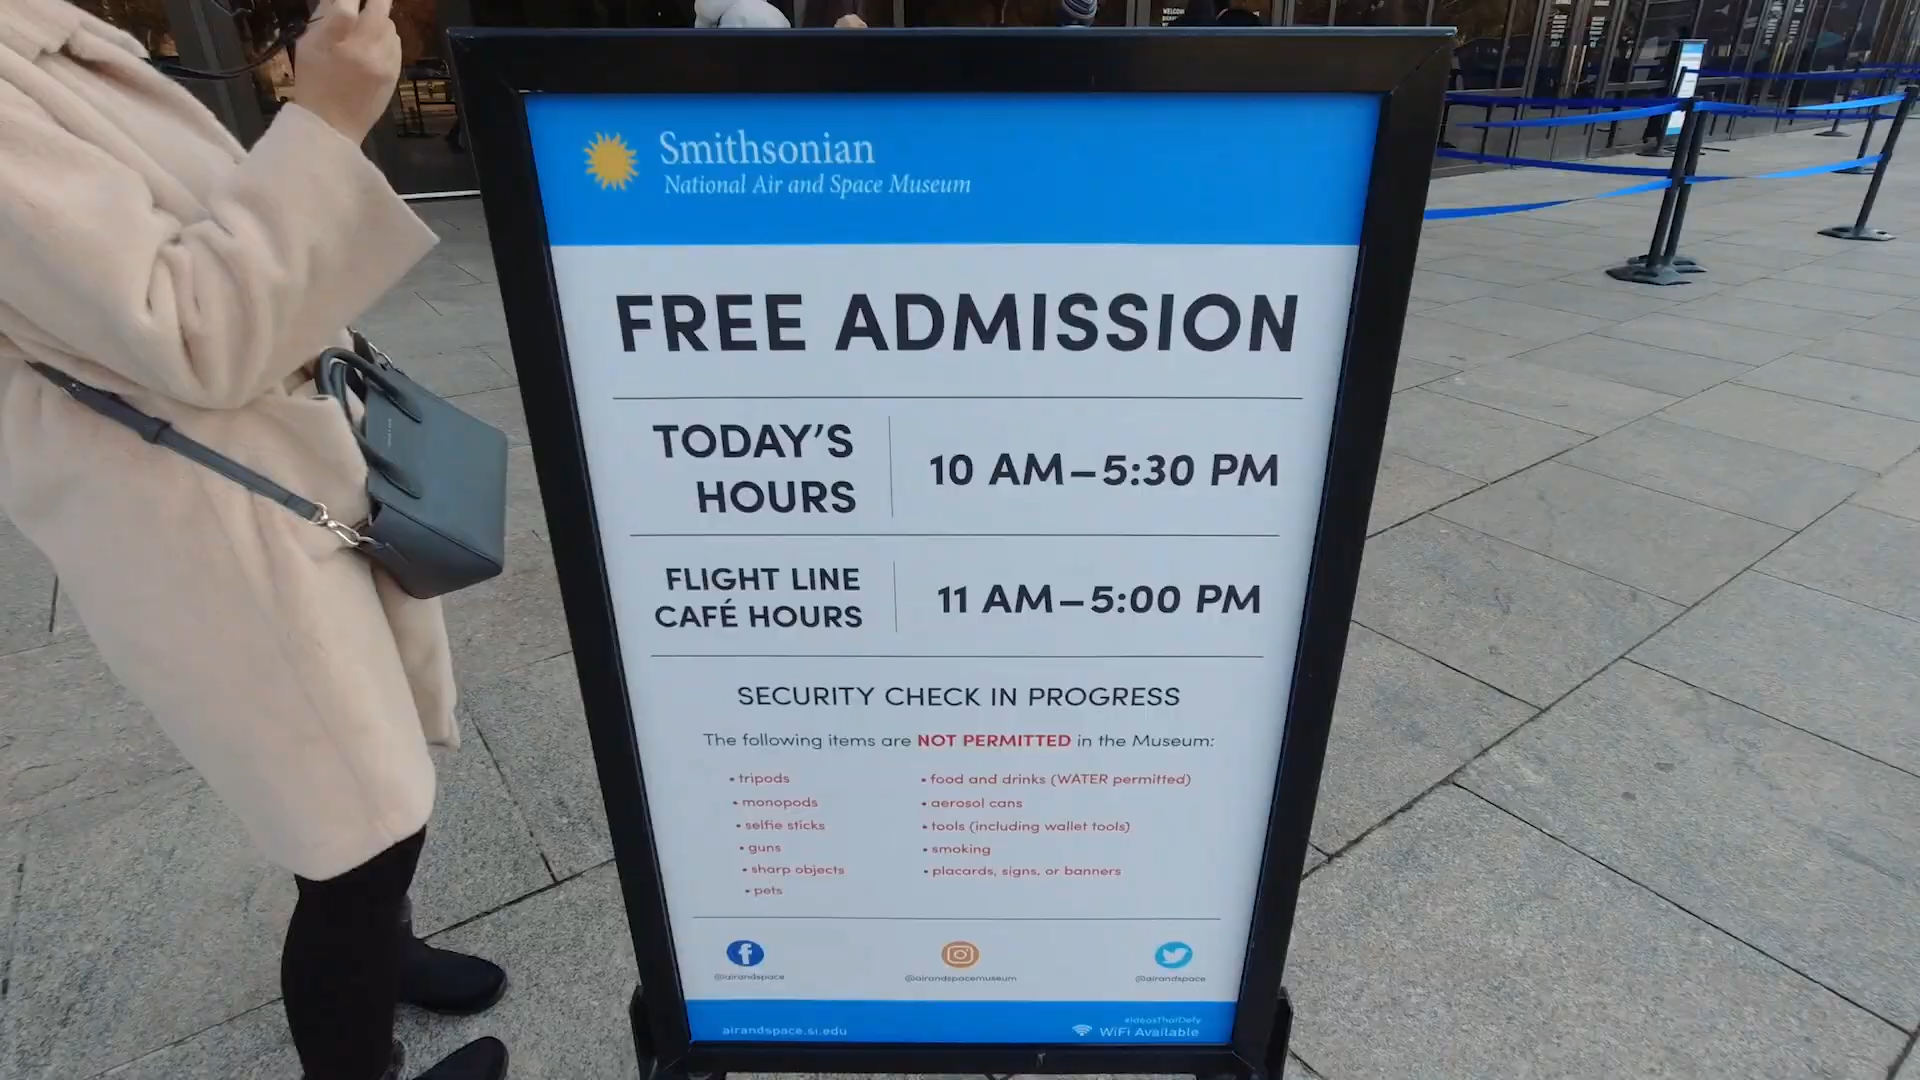 Smithsonian
National Air and Space Museum
FREE ADMISSION
TODAY'S
HOURS
10 AM–5:30 PM
FLIGHT LINE
CAFÉ HOURS
11 AM–5:00 PM
SECURITY CHECK IN PROGRESS
The following items are NOT PERMITTED in the Museum:
• tripods
• monopods
• selfie sticks
• guns
• sharp objects
• pets
• food and drinks (WATER permitted)
• aerosol cans
• tools (including wallet tools)
• smoking
• placards, signs, or banners
@airandspace
@airandspacemuseum
@airandspace
airandspace.si.edu
#IdeasThatDefy
WiFi Available
WELCOME